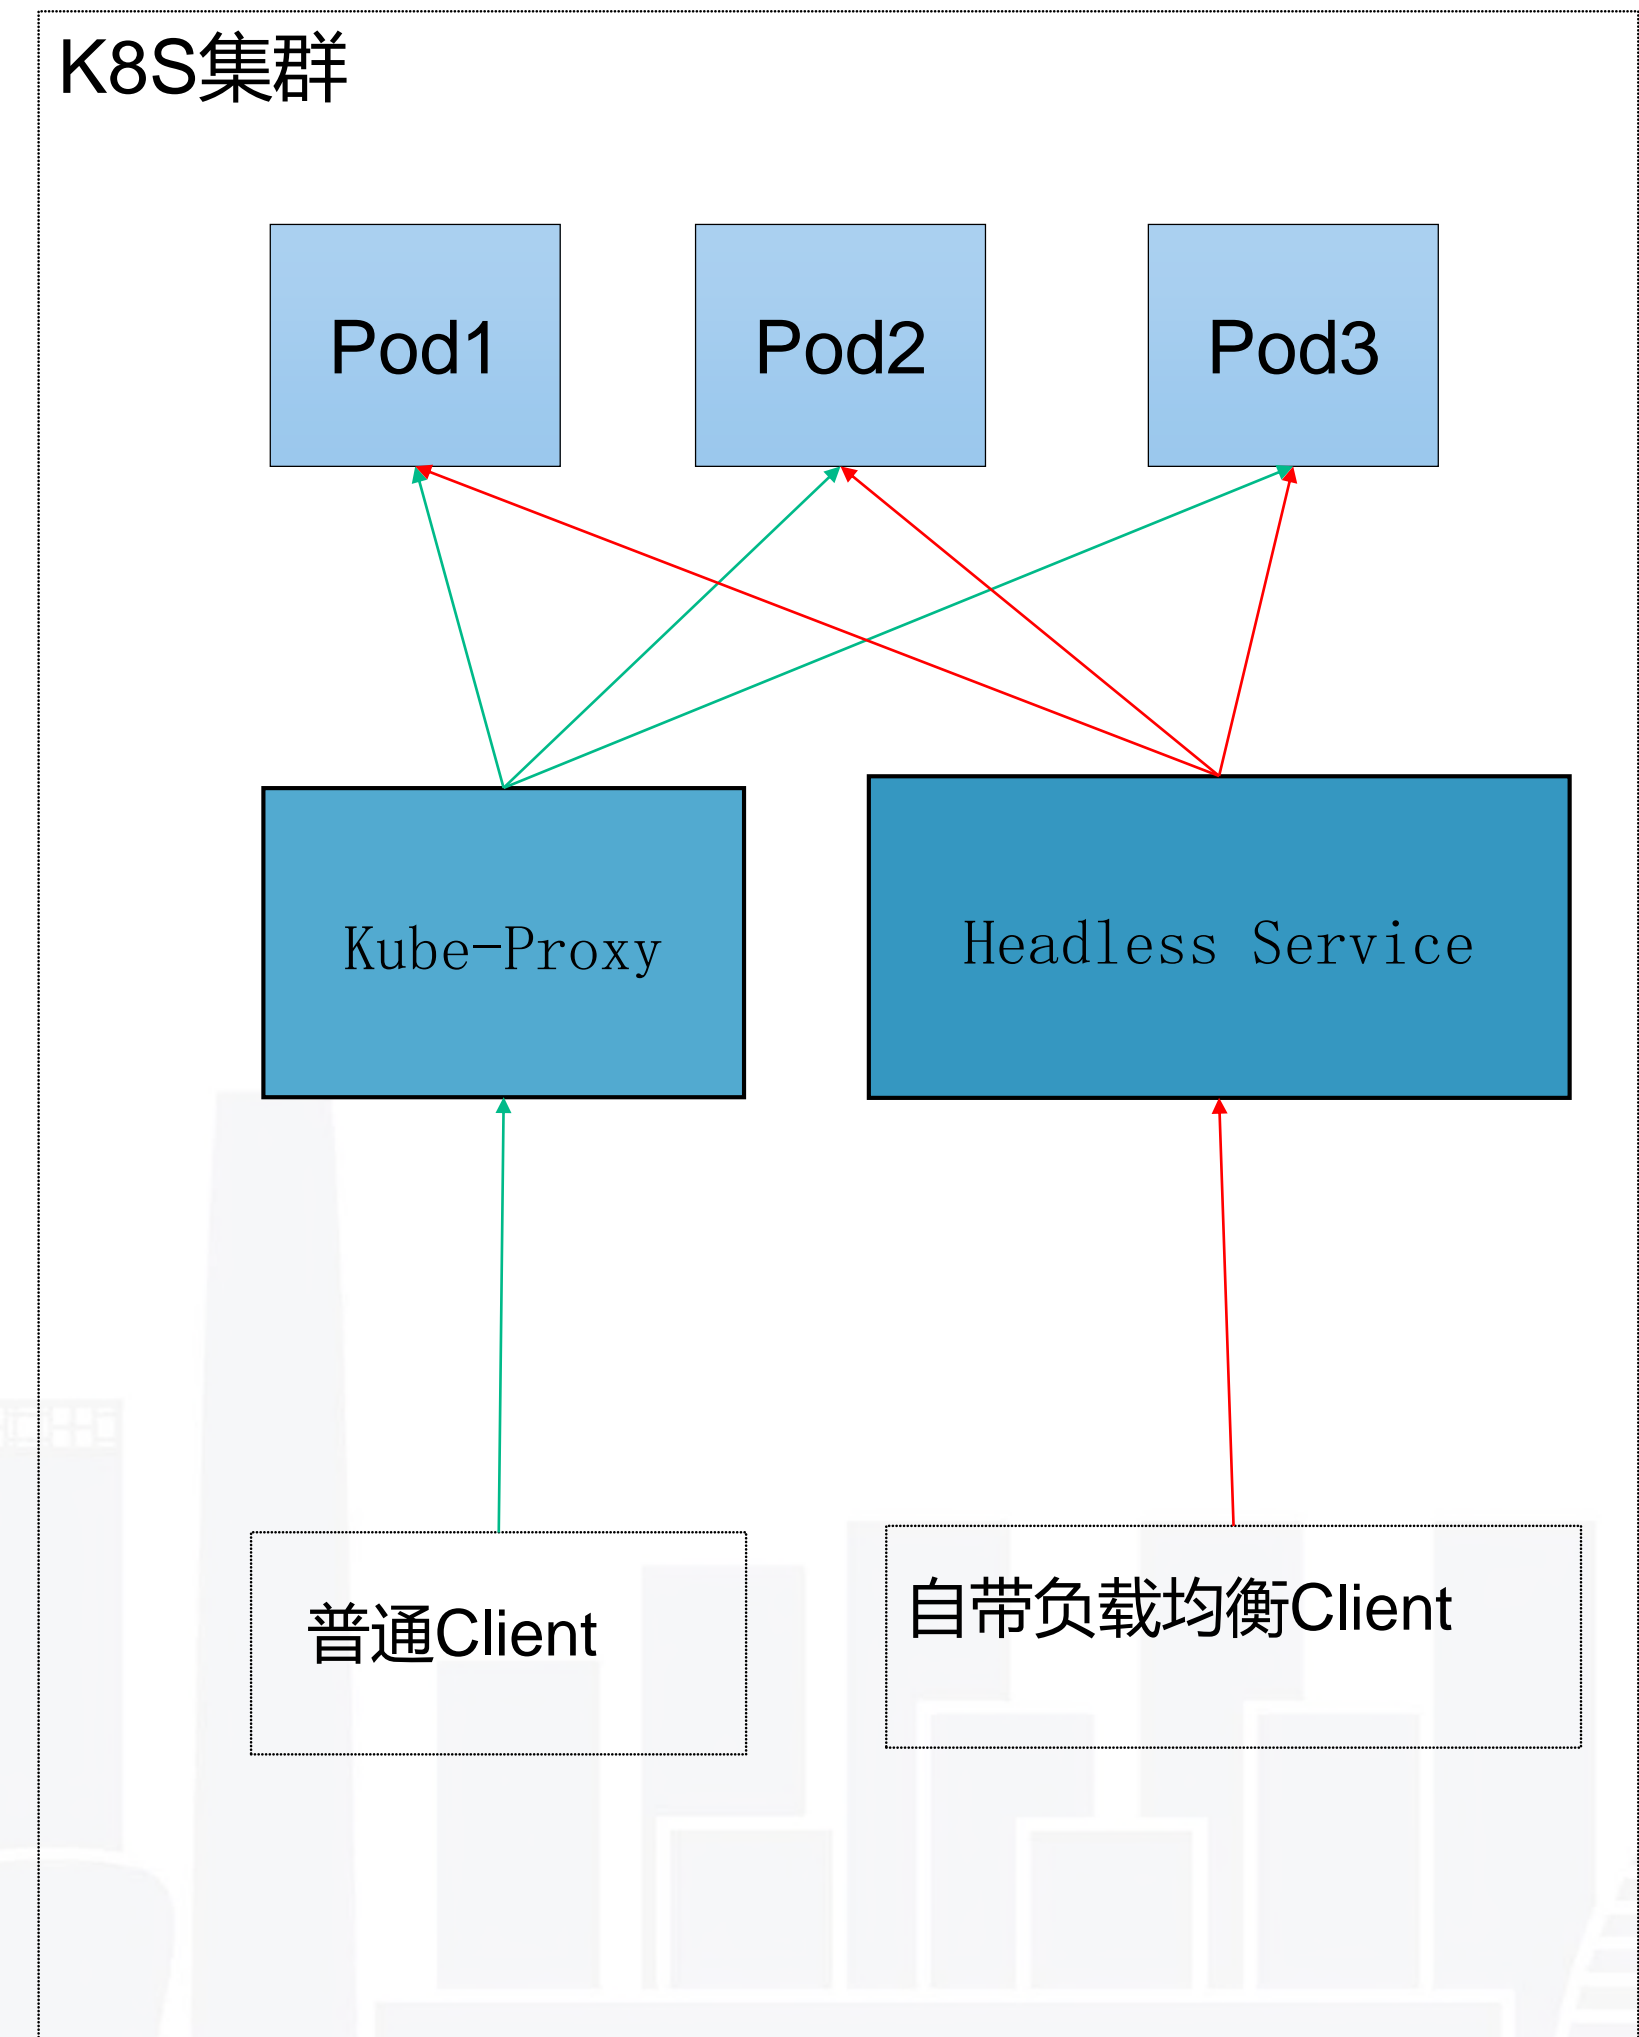 K8S集群
Pod1
Pod2
Pod3
Kube-Proxy
Headless Service
普通Client
自带负载均衡Client